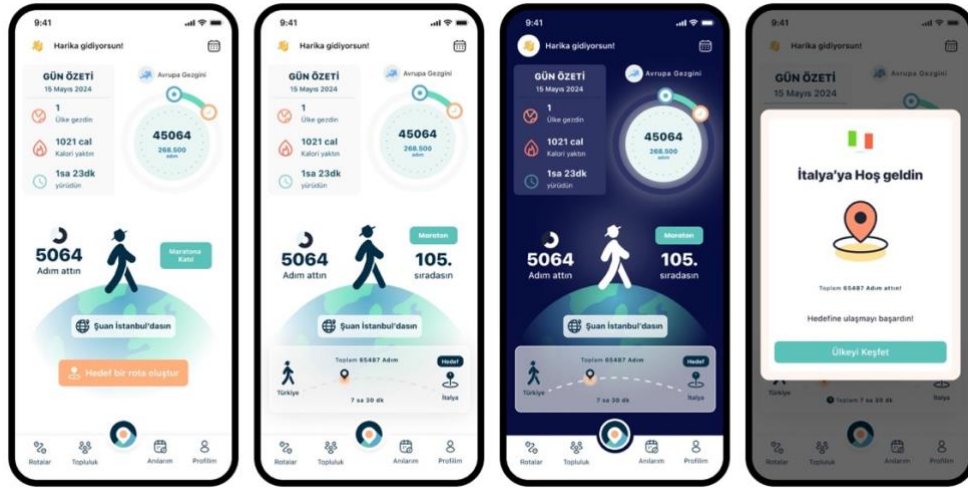 9:41
Harika gidiyorsun!
GÜN ÖZETİ
15 Mayıs 2024
1
Ülke gezdin
1021 cal
Kalori yaktın
1sa 23dk
yürüdün
Avrupa Gezgini
45064
268.500
adım
5064
Adım attın
Maratona
Katıl
Şuan İstanbul'dasın
Hedef bir rota oluştur
Rotalar
Topluluk
Anılarım
Profilim
9:41
Harika gidiyorsun!
GÜN ÖZETİ
15 Mayıs 2024
1
Ülke gezdin
1021 cal
Kalori yaktın
1sa 23dk
yürüdün
Avrupa Gezgini
45064
268.500
adım
5064
Adım attın
Maraton
105.
sıradasın
Şuan İstanbul'dasın
Toplam 65487 Adım
Hedef
Türkiye
İtalya
7 sa 30 dk
Rotalar
Topluluk
Anılarım
Profilim
9:41
Harika gidiyorsun!
GÜN ÖZETİ
15 Mayıs 2024
1
Ülke gezdin
1021 cal
Kalori yaktın
1sa 23dk
yürüdün
Avrupa Gezgini
45064
268.500
adım
5064
Adım attın
Maraton
105.
sıradasın
Şuan İstanbul'dasın
Toplam 65487 Adım
Hedef
Türkiye
İtalya
7 sa 30 dk
Rotalar
Topluluk
Anılarım
Profilim
9:41
Harika gidiyorsun!
GÜN ÖZETİ
15 Mayıs 2024
Avrupa Gezgini
İtalya'ya Hoş geldin
Toplam 65487 Adım attın!
Hedefine ulaşmayı başardın!
Ülkeyi Keşfet
Türkiye
İtalya
Toplam 7 sa 30 dk
Rotalar
Topluluk
Anılarım
Profilim